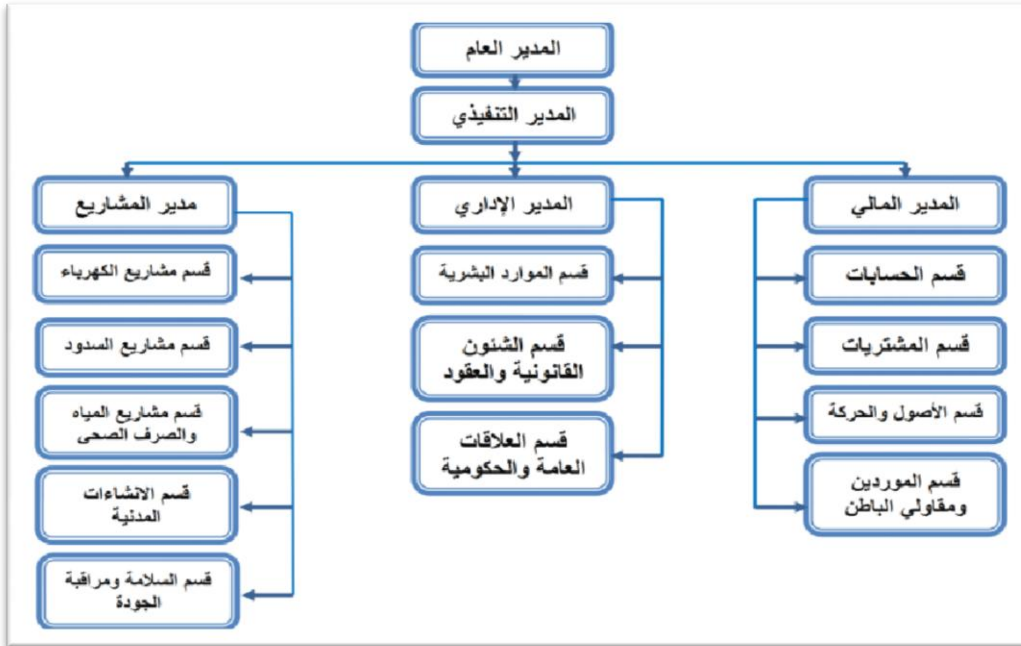 المدير العام
المدير التنفيذي
المدير المالي
قسم الحسابات
قسم المشتريات
قسم الأصول والحركة
قسم الموردين
ومقاولي الباطن
المدير الإداري
قسم الموارد البشرية
قسم الشئون
القانونية والعقود
قسم العلاقات
العامة والحكومية
مدير المشاريع
قسم مشاريع الكهرباء
قسم مشاريع السدود
قسم مشاريع المياه
والصرف الصحى
قسم الانشاءات
المدنية
قسم السلامة ومراقبة
الجودة